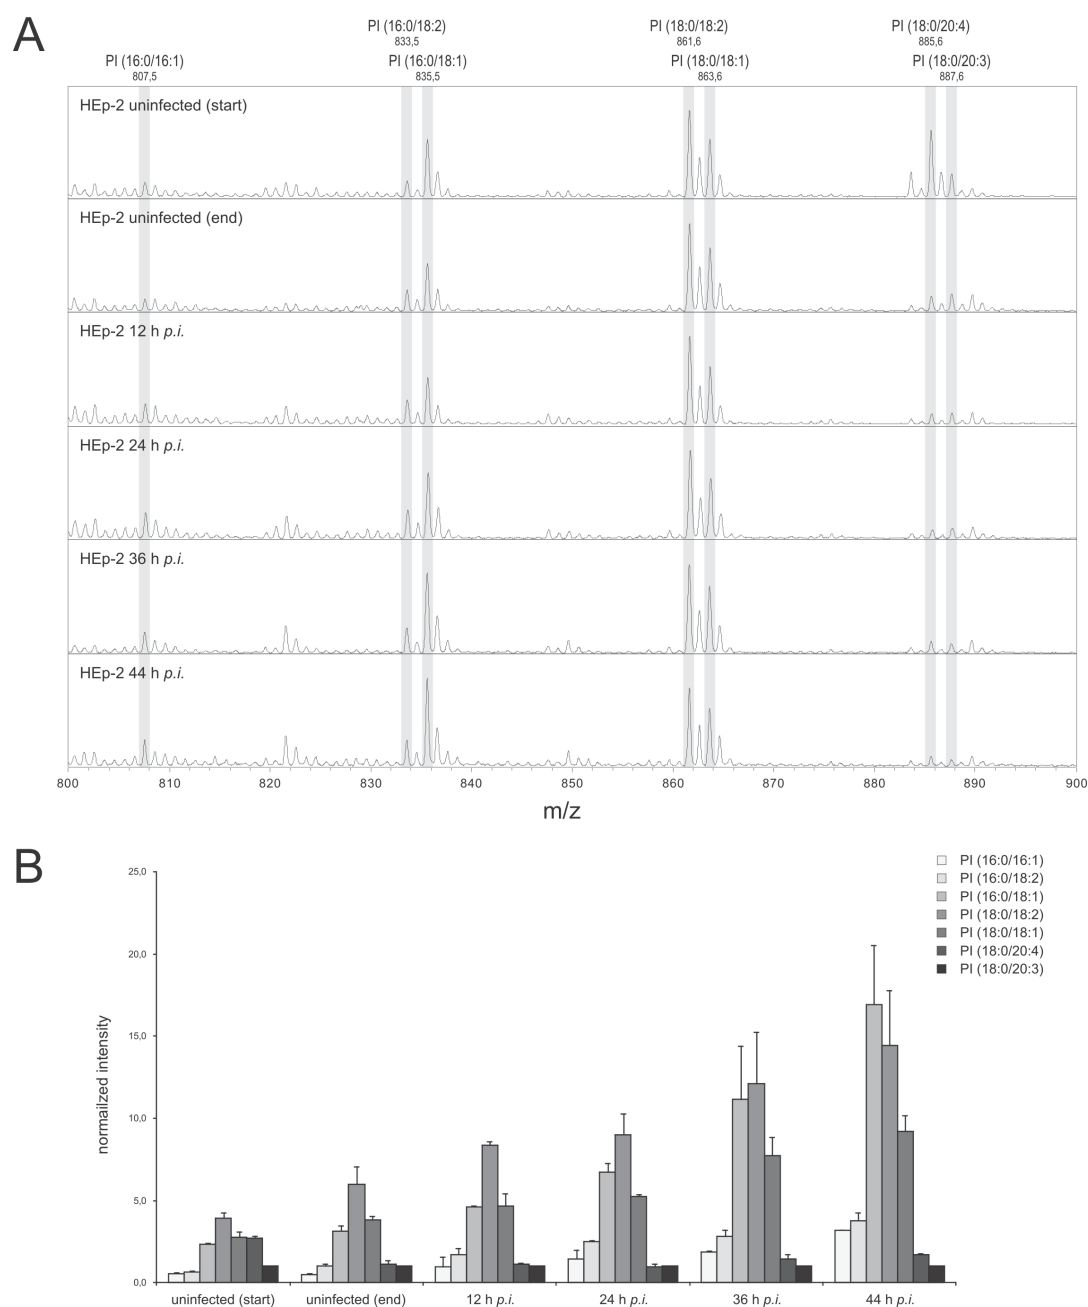 A
PI (16:0/18:2)
833,5
PI (18:0/18:2)
861,6
PI (18:0/20:4)
885,6
PI (16:0/16:1)
807,5
PI (16:0/18:1)
835,5
PI (18:0/18:1)
863,6
PI (18:0/20:3)
887,6
HEp-2 uninfected (start)
HEp-2 uninfected (end)
HEp-2 12 h p.i.
HEp-2 24 h p.i.
HEp-2 36 h p.i.
HEp-2 44 h p.i.
800 810 820 830 840 850 860 870 880 890 900
m/z
B
PI (16:0/16:1)
PI (16:0/18:2)
PI (16:0/18:1)
PI (18:0/18:2)
PI (18:0/18:1)
PI (18:0/20:4)
PI (18:0/20:3)
normailzed intensity
25,0
20,0
15,0
10,0
5,0
0,0
uninfected (start) uninfected (end) 12 h p.i. 24 h p.i. 36 h p.i. 44 h p.i.